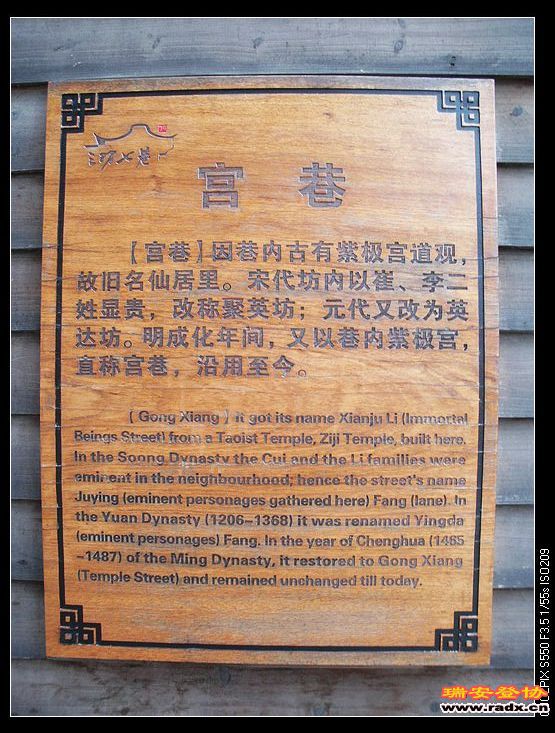 三坊七巷
宫 巷
【宫巷】因巷内古有紫极宫道观，
故旧名仙居里。宋代坊内以崔、李二
姓显贵，改称聚英坊；元代又改为英
达坊。明成化年间，又以巷内紫极宫，
直称宫巷，沿用至今。
[ Gong Xiang ] It got its name Xianju Li (Immortal
Beings Street) from a Taoist Temple, Ziji Temple, built here.
In the Soong Dynasty the Cui and the Li families were
eminent in the neighbourhood; hence the street's name
Juying (eminent personages gathered here) Fang (lane). In
the Yuan Dynasty (1206-1368) it was renamed Yingda
(eminent personages) Fang. In the year of Chenghua (1465
-1487) of the Ming Dynasty, it restored to Gong Xiang
(Temple Street) and remained unchanged till today.
PIX S550 F3.5 1/55s ISO209
瑞安登协
www.radx.cn